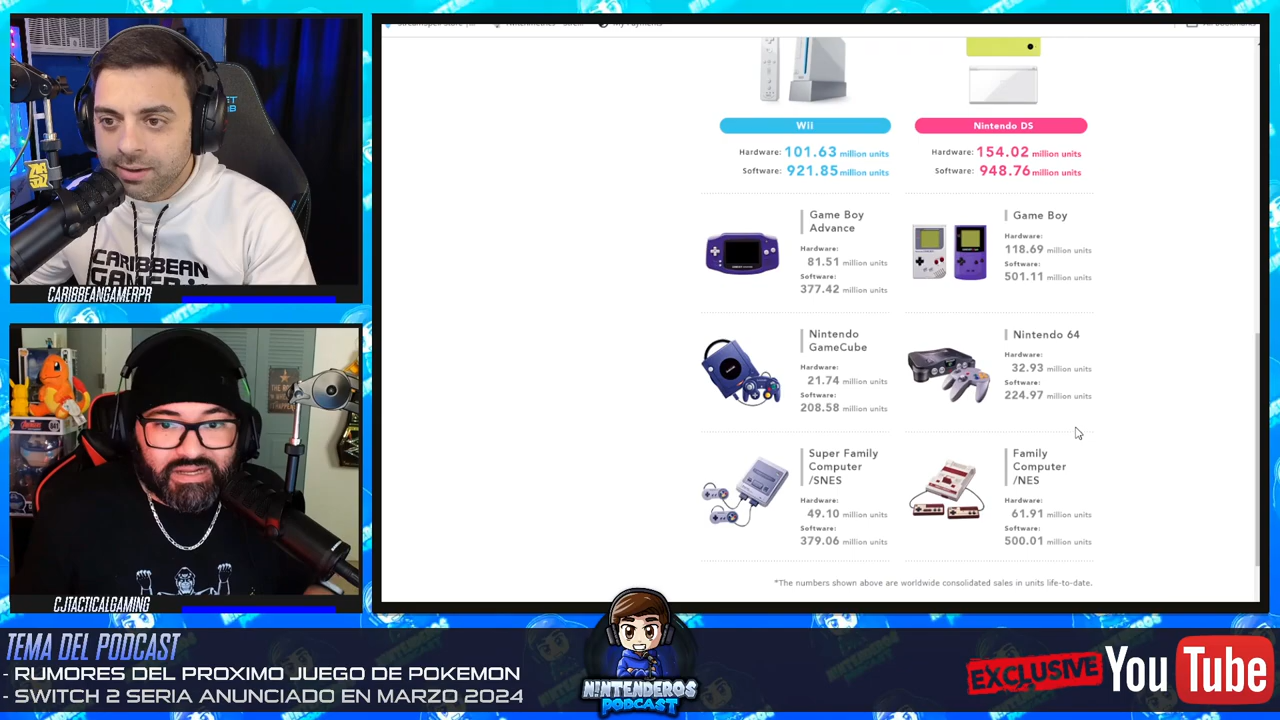 Wii
Hardware: 101.63 million units
Software: 921.85 million units
Nintendo DS
Hardware: 154.02 million units
Software: 948.76 million units
Game Boy
Advance
Hardware:
81.51 million units
Software:
377.42 million units
Game Boy
Hardware:
118.69 million units
Software:
501.11 million units
Nintendo
GameCube
Hardware:
21.74 million units
Software:
208.58 million units
Nintendo 64
Hardware:
32.93 million units
Software:
224.97 million units
Super Family
Computer
/SNES
Hardware:
49.10 million units
Software:
379.06 million units
Family
Computer
/NES
Hardware:
61.91 million units
Software:
500.01 million units
*The numbers shown above are worldwide consolidated sales in units life-to-date.
CARIBBEAN
GAMER
CARIBBEANGAMERPR
CJTACTICALGAMING
TEMA DEL PODCAST
- RUMORES DEL PROXIMO JUEGO DE POKEMON
- SWITCH 2 SERIA ANUNCIADO EN MARZO 2024
NINTENDEROS
PODCAST
EXCLUSIVE
YouTube